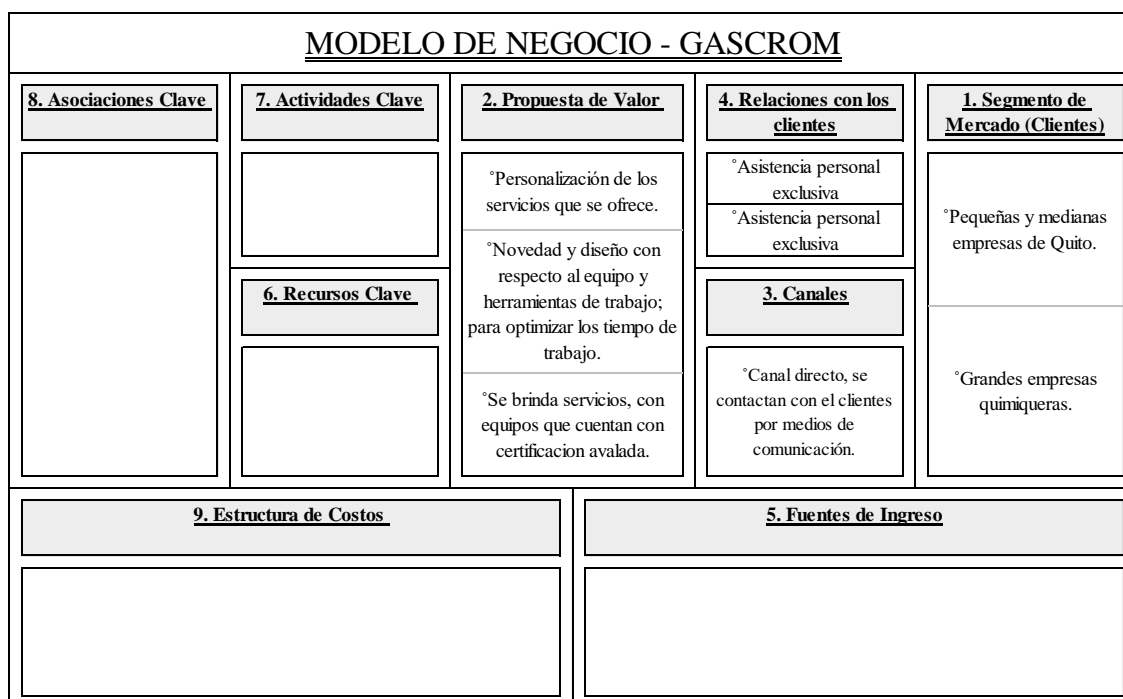 MODELO DE NEGOCIO - GASCROM
8. Asociaciones Clave
7. Actividades Clave
6. Recursos Clave
2. Propuesta de Valor
˚Personalización de los
servicios que se ofrece.
˚Novedad y diseño con
respecto al equipo y
herramientas de trabajo;
para optimizar los tiempo de
trabajo.
˚Se brinda servicios, con
equipos que cuentan con
certificacion avalada.
4. Relaciones con los
clientes
˚Asistencia personal
exclusiva
˚Asistencia personal
exclusiva
3. Canales
˚Canal directo, se
contactan con el clientes
por medios de
comunicación.
1. Segmento de
Mercado (Clientes)
˚Pequeñas y medianas
empresas de Quito.
˚Grandes empresas
quimiqueras.
9. Estructura de Costos
5. Fuentes de Ingreso